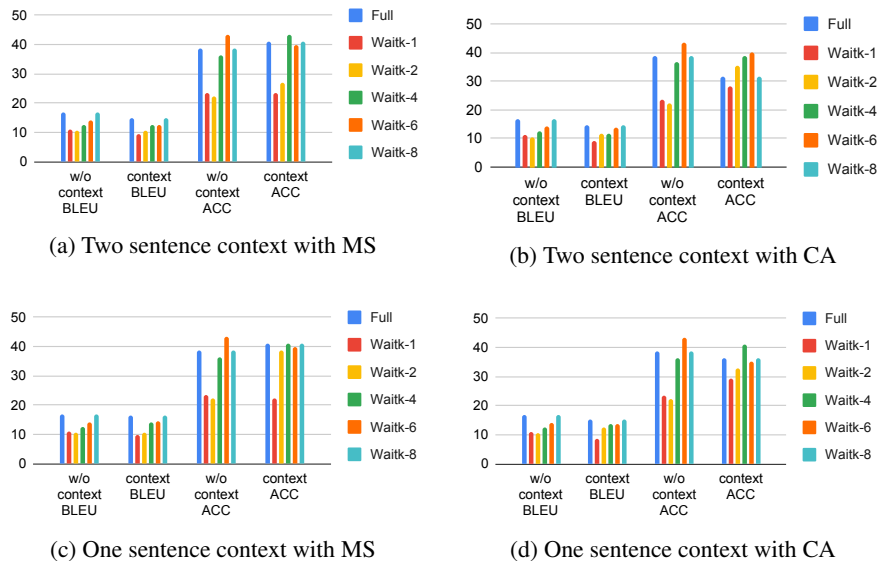 50
40
30
20
10
0
w/o context BLEU
context BLEU
w/o context ACC
context ACC
Full
Waitk-1
Waitk-2
Waitk-4
Waitk-6
Waitk-8
(a) Two sentence context with MS
50
40
30
20
10
0
w/o context BLEU
context BLEU
w/o context ACC
context ACC
Full
Waitk-1
Waitk-2
Waitk-4
Waitk-6
Waitk-8
(b) Two sentence context with CA
50
40
30
20
10
0
w/o context BLEU
context BLEU
w/o context ACC
context ACC
Full
Waitk-1
Waitk-2
Waitk-4
Waitk-6
Waitk-8
(c) One sentence context with MS
50
40
30
20
10
0
w/o context BLEU
context BLEU
w/o context ACC
context ACC
Full
Waitk-1
Waitk-2
Waitk-4
Waitk-6
Waitk-8
(d) One sentence context with CA